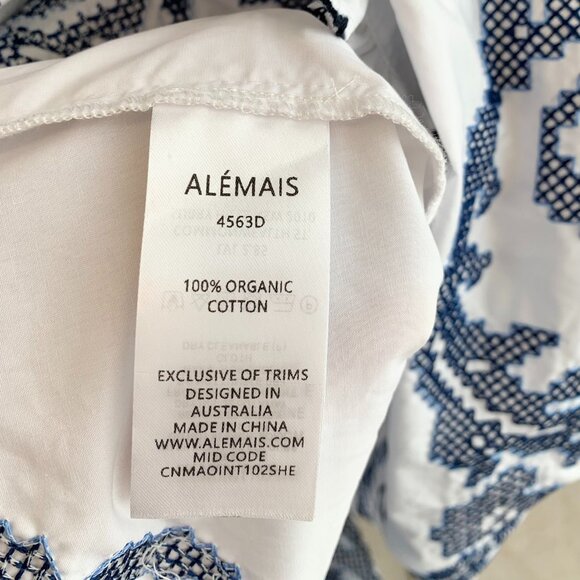 ALÉMAIS
4563D
100% ORGANIC
COTTON
EXCLUSIVE OF TRIMS
DESIGNED IN
AUSTRALIA
MADE IN CHINA
WWW.ALEMAIS.COM
MID CODE
CNMAOINT102SHE